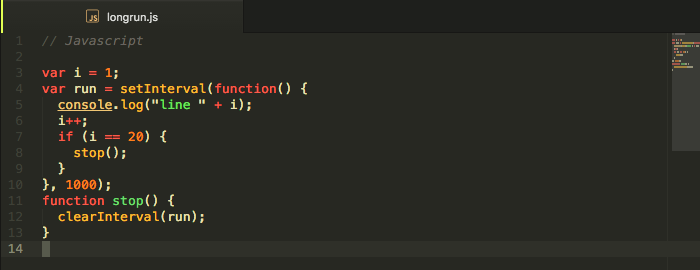 JS longrun.js
1 // Javascript
2
3 var i = 1;
4 var run = setInterval(function() {
5   console.log("line " + i);
6   i++;
7   if (i == 20) {
8     stop();
9   }
10 }, 1000);
11 function stop() {
12   clearInterval(run);
13 }
14